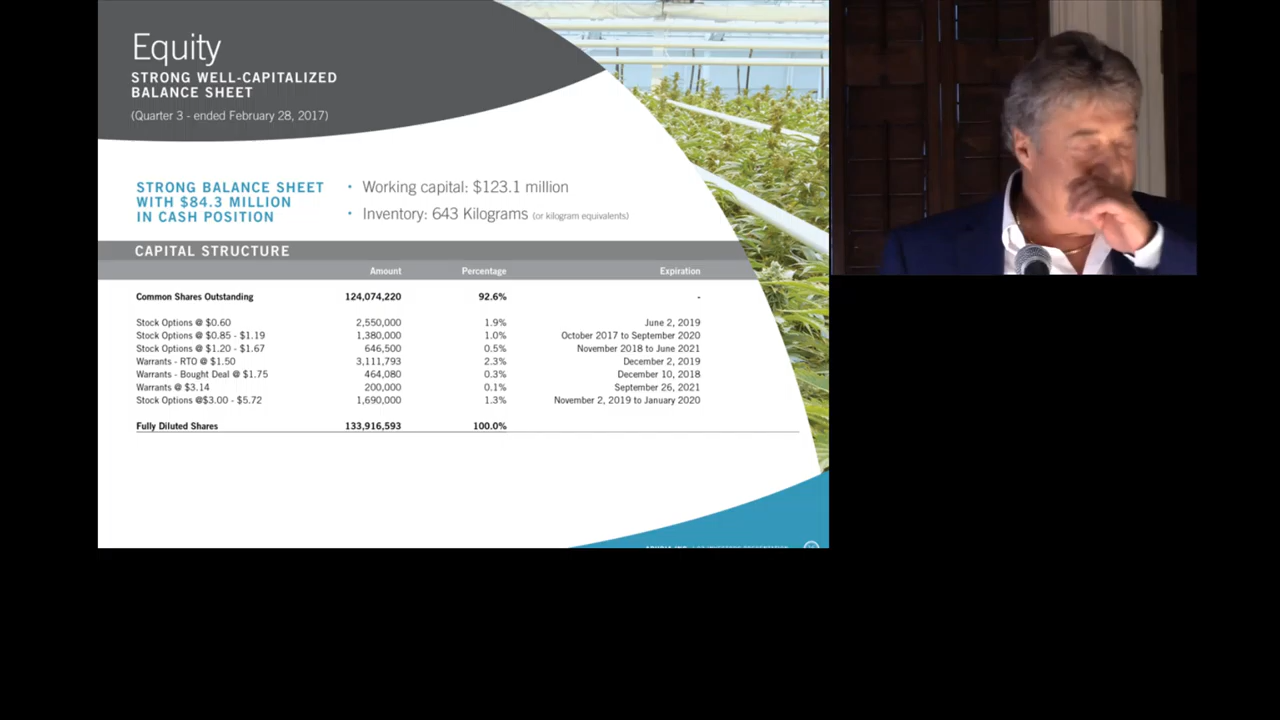 Equity
STRONG WELL-CAPITALIZED
BALANCE SHEET
(Quarter 3 - ended February 28, 2017)
STRONG BALANCE SHEET
WITH $84.3 MILLION
IN CASH POSITION
• Working capital: $123.1 million
• Inventory: 643 Kilograms (or kilogram equivalents)
CAPITAL STRUCTURE
Amount Percentage Expiration
Common Shares Outstanding 124,074,220 92.6% -
Stock Options @ $0.60 2,550,000 1.9% June 2, 2019
Stock Options @ $0.85 - $1.19 1,380,000 1.0% October 2017 to September 2020
Stock Options @ $1.20 - $1.67 646,500 0.5% November 2018 to June 2021
Warrants - RTO @ $1.50 3,111,793 2.3% December 2, 2019
Warrants - Bought Deal @ $1.75 464,080 0.3% December 10, 2018
Warrants @ $3.14 200,000 0.1% September 26, 2021
Stock Options @$3.00 - $5.72 1,690,000 1.3% November 2, 2019 to January 2020
Fully Diluted Shares 133,916,593 100.0%